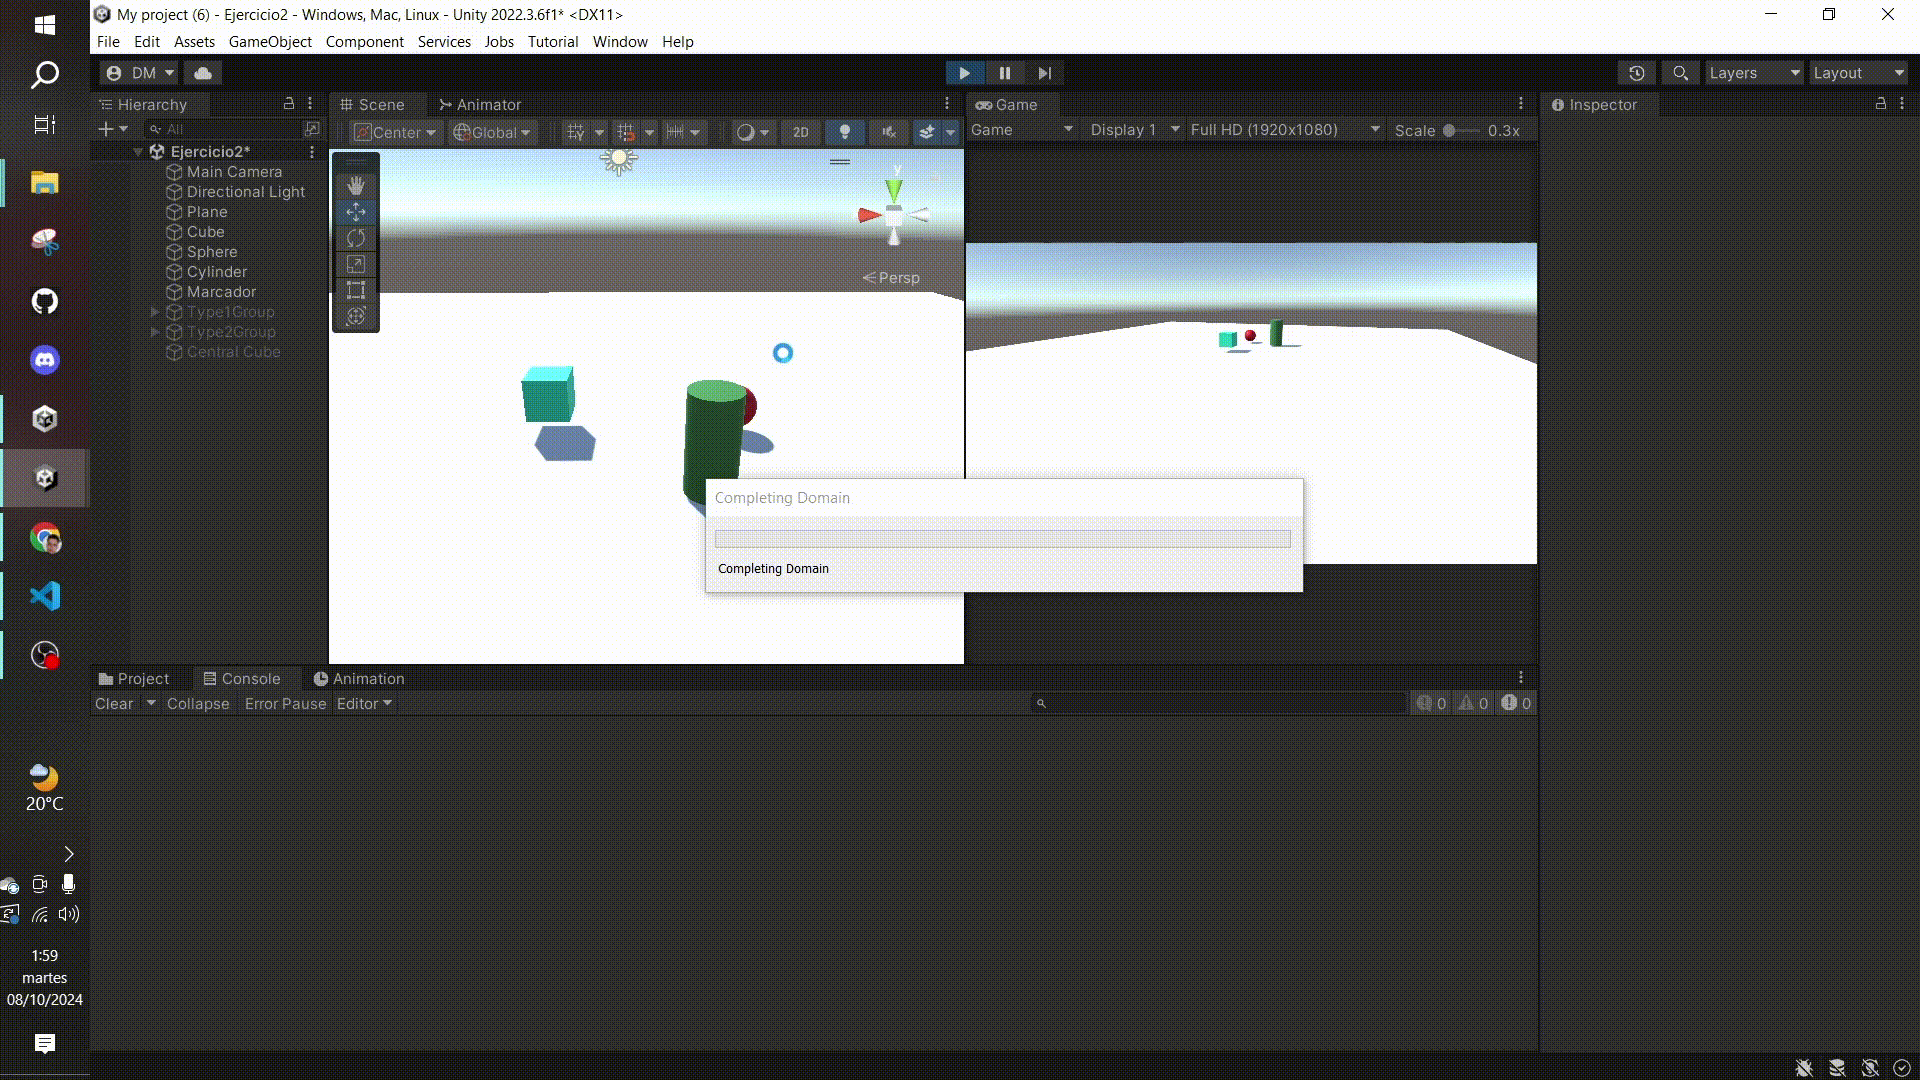 My project (6) - Ejercicio2 - Windows, Mac, Linux - Unity 2022.3.6f1* <DX11>
File Edit Assets GameObject Component Services Jobs Tutorial Window Help
DM
Layers
Layout
Hierarchy
Scene
Animator
Game
Inspector
All
Center
Global
2D
Game
Display 1
Full HD (1920x1080)
Scale
0.3x
Ejercicio2*
Main Camera
Directional Light
Plane
Cube
Sphere
Cylinder
Marcador
Type1Group
Type2Group
Central Cube
y
Persp
Completing Domain
Completing Domain
Project
Console
Animation
Clear
Collapse
Error Pause
Editor
0
0
0
20°C
1:59
martes
08/10/2024